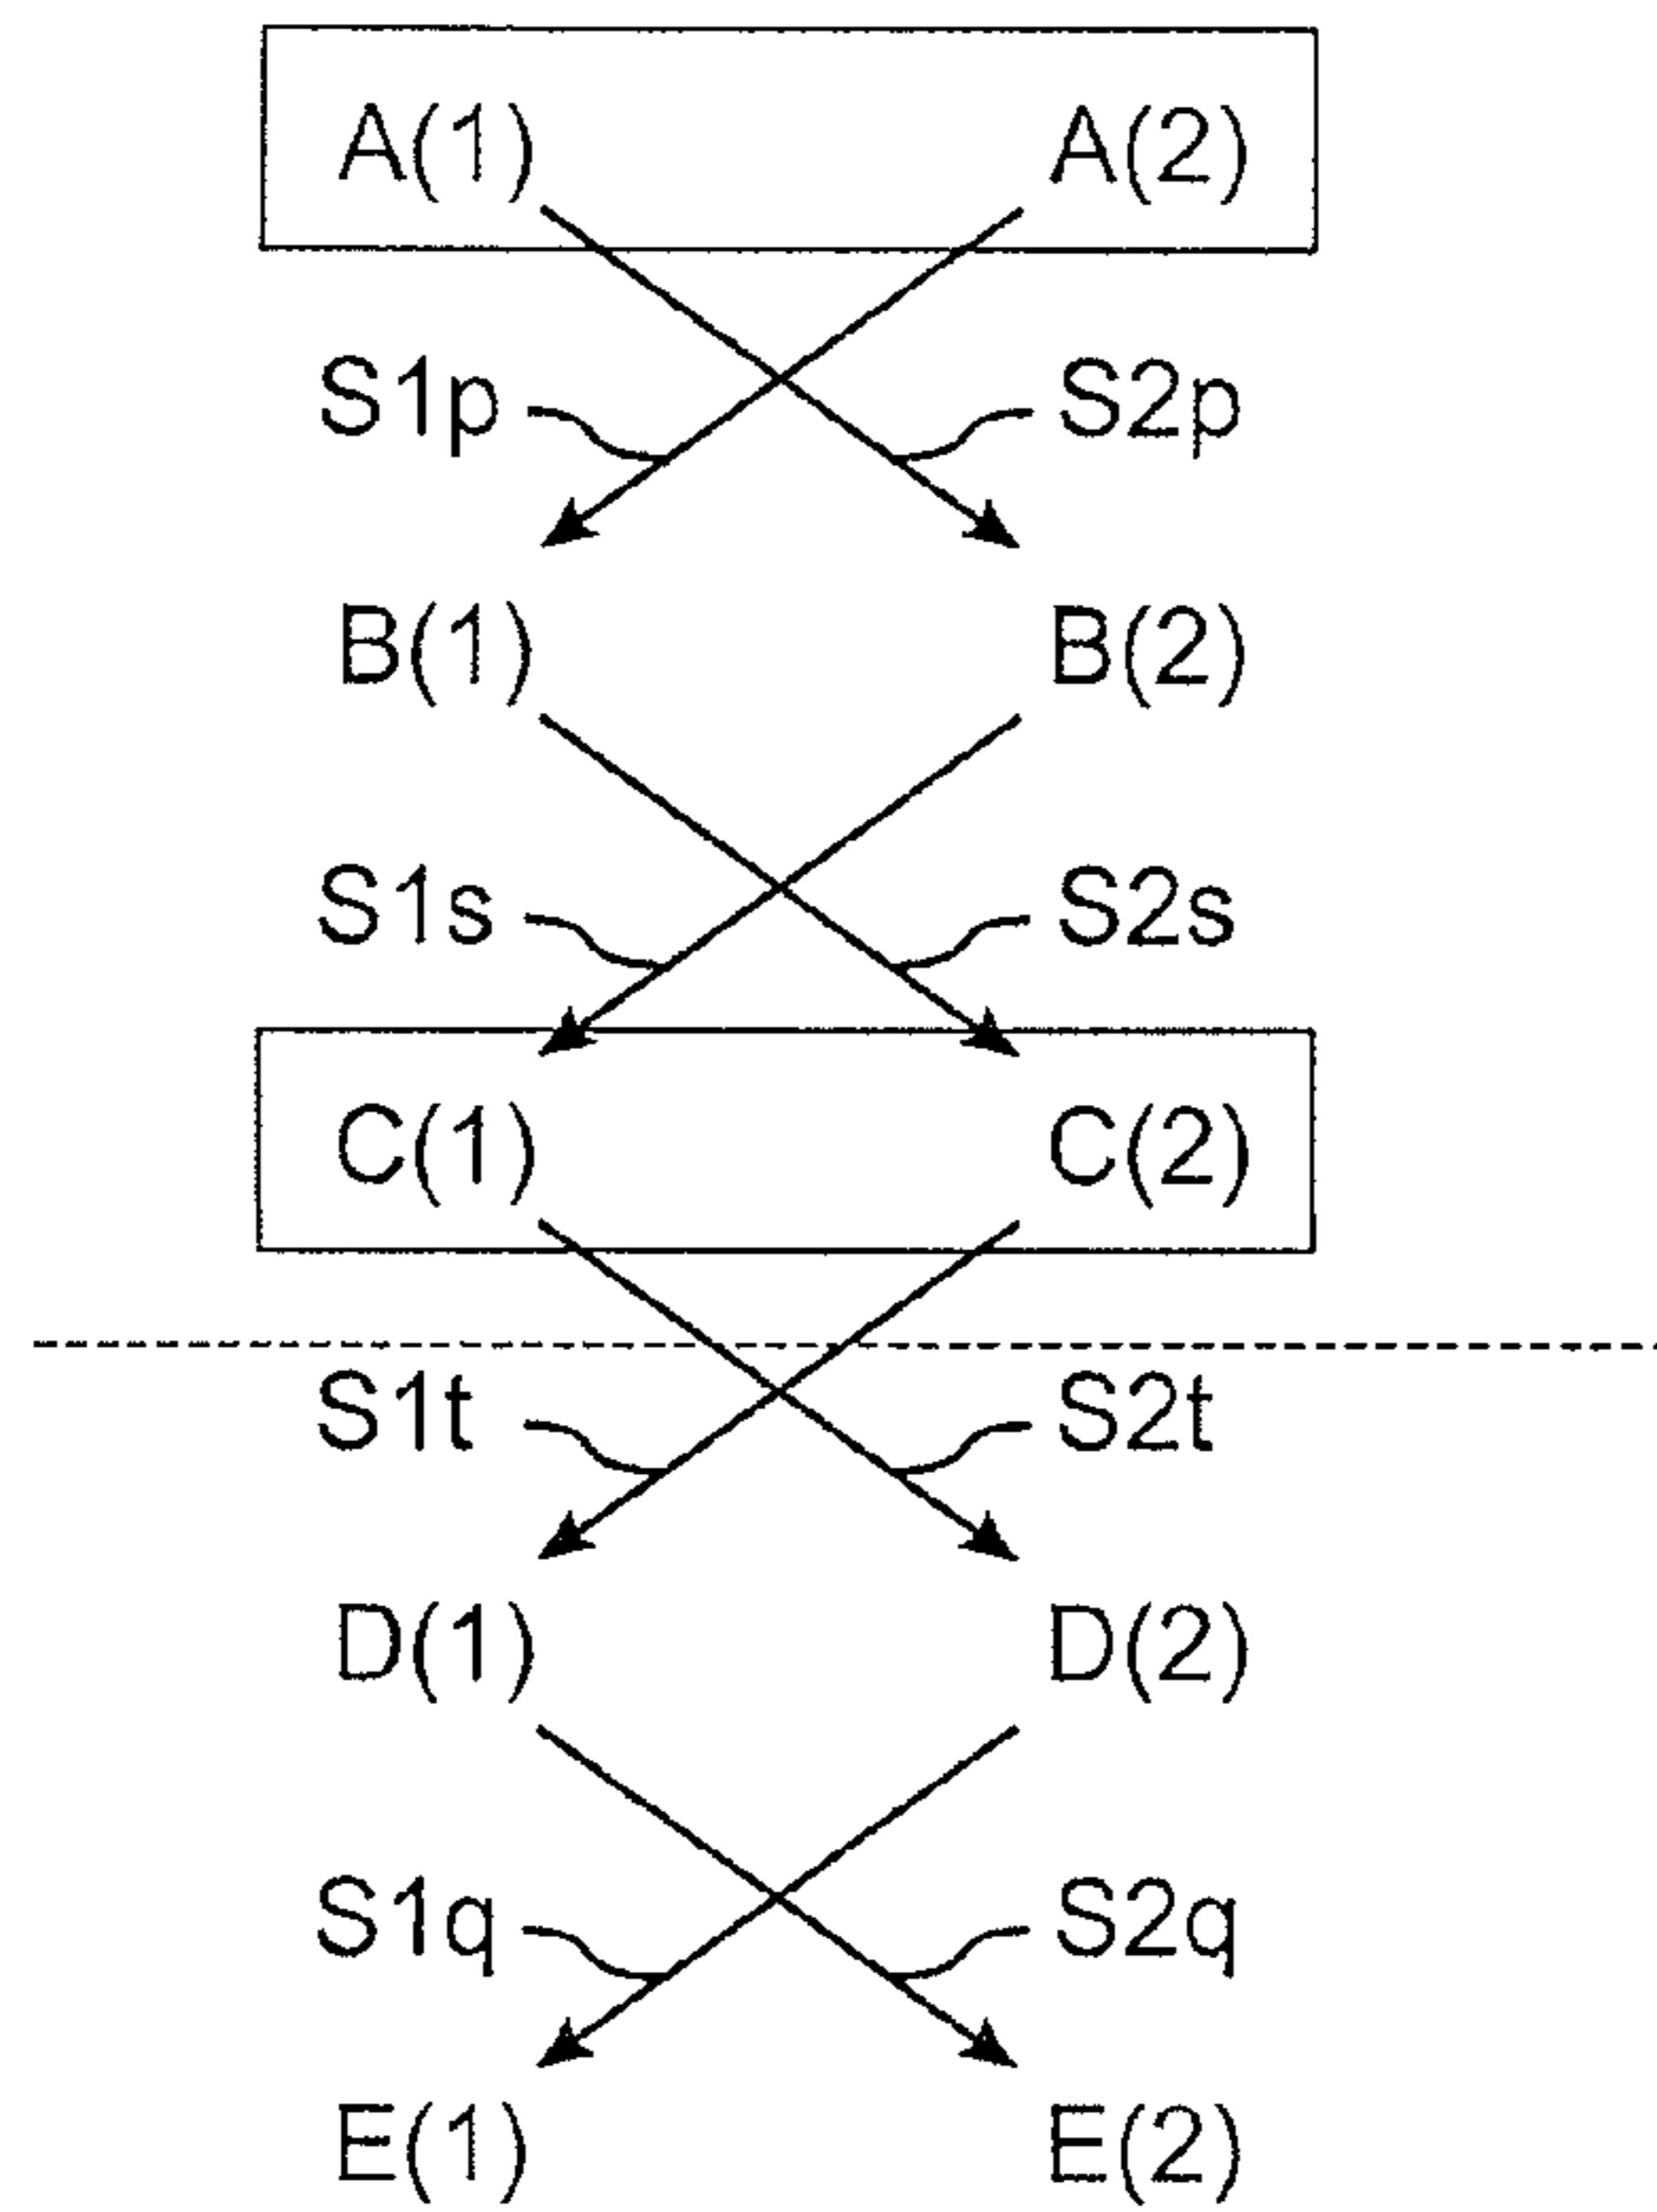 A(1) A(2)
S1p S2p
B(1) B(2)
S1s S2s
C(1) C(2)
S1t S2t
D(1) D(2)
S1q S2q
E(1) E(2)